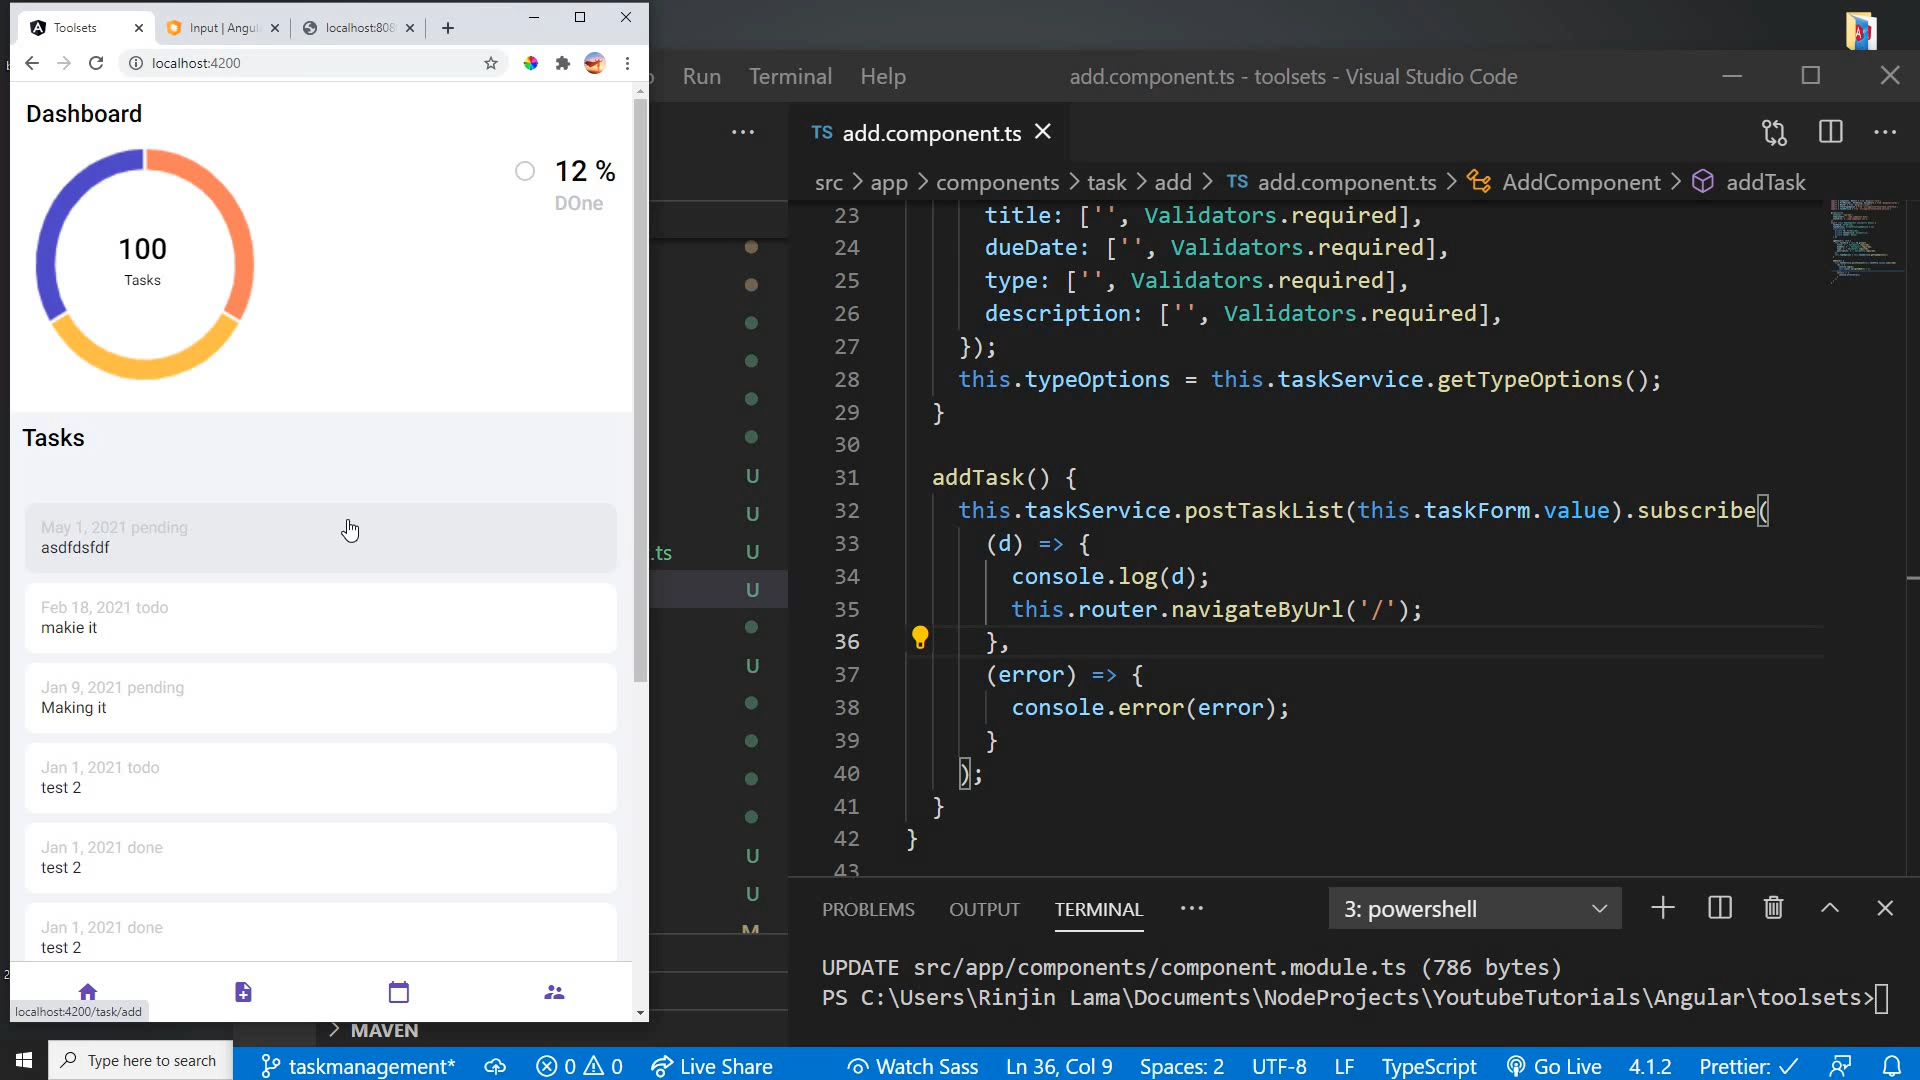 Toolsets
Input | Angul
localhost:808
localhost:4200
Dashboard
12 %
DOne
100
Tasks
Tasks
May 1, 2021 pending
asdfdsfdf
Feb 18, 2021 todo
makie it
Jan 9, 2021 pending
Making it
Jan 1, 2021 todo
test 2
Jan 1, 2021 done
test 2
Jan 1, 2021 done
test 2
localhost:4200/task/add
Run Terminal Help
add.component.ts - toolsets - Visual Studio Code
TS add.component.ts
src > app > components > task > add > TS add.component.ts > AddComponent > addTask
23 title: ['', Validators.required],
24 dueDate: ['', Validators.required],
25 type: ['', Validators.required],
26 description: ['', Validators.required],
27 });
28 this.typeOptions = this.taskService.getTypeOptions();
29 }
30
31 addTask() {
32 this.taskService.postTaskList(this.taskForm.value).subscribe(
33 (d) => {
34 console.log(d);
35 this.router.navigateByUrl('/');
36 },
37 (error) => {
38 console.error(error);
39 }
40 );
41 }
42 }
43
U
U
.ts U
U
U
U
U
M
PROBLEMS OUTPUT TERMINAL ··· 3: powershell
UPDATE src/app/components/component.module.ts (786 bytes)
PS C:\Users\Rinjin Lama\Documents\NodeProjects\YoutubeTutorials\Angular\toolsets>
> MAVEN
Type here to search
taskmanagement* 0 0 Live Share Watch Sass Ln 36, Col 9 Spaces: 2 UTF-8 LF TypeScript Go Live 4.1.2 Prettier: ✓